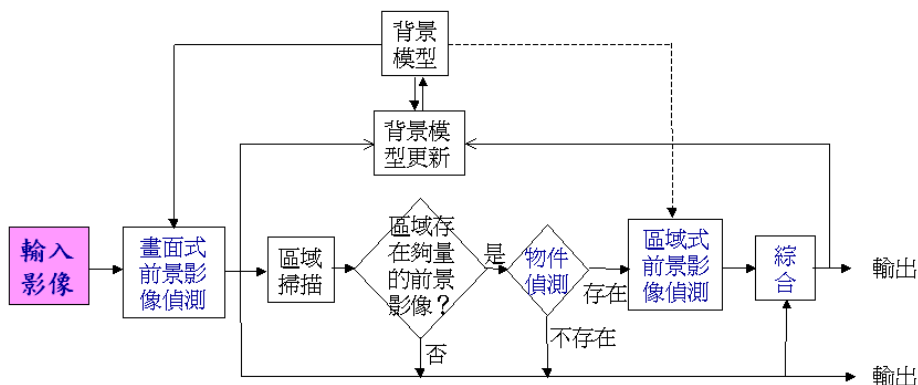 背景
模型
背景模
型更新
輸入
影像
畫面式
前景影
像偵測
區域
掃描
區域存
在夠量
的前景
影像？
是
否
物件
偵測
存在
不存在
區域式
前景影
像偵測
綜
合
輸出
輸出